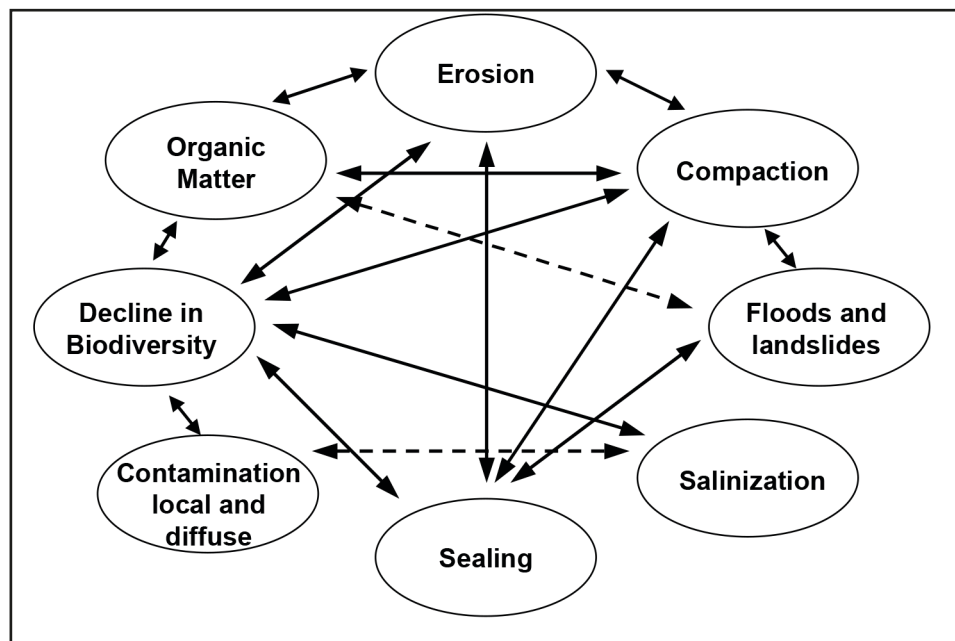 Erosion
Organic
Matter
Compaction
Decline in
Biodiversity
Floods and
landslides
Contamination
local and
diffuse
Salinization
Sealing